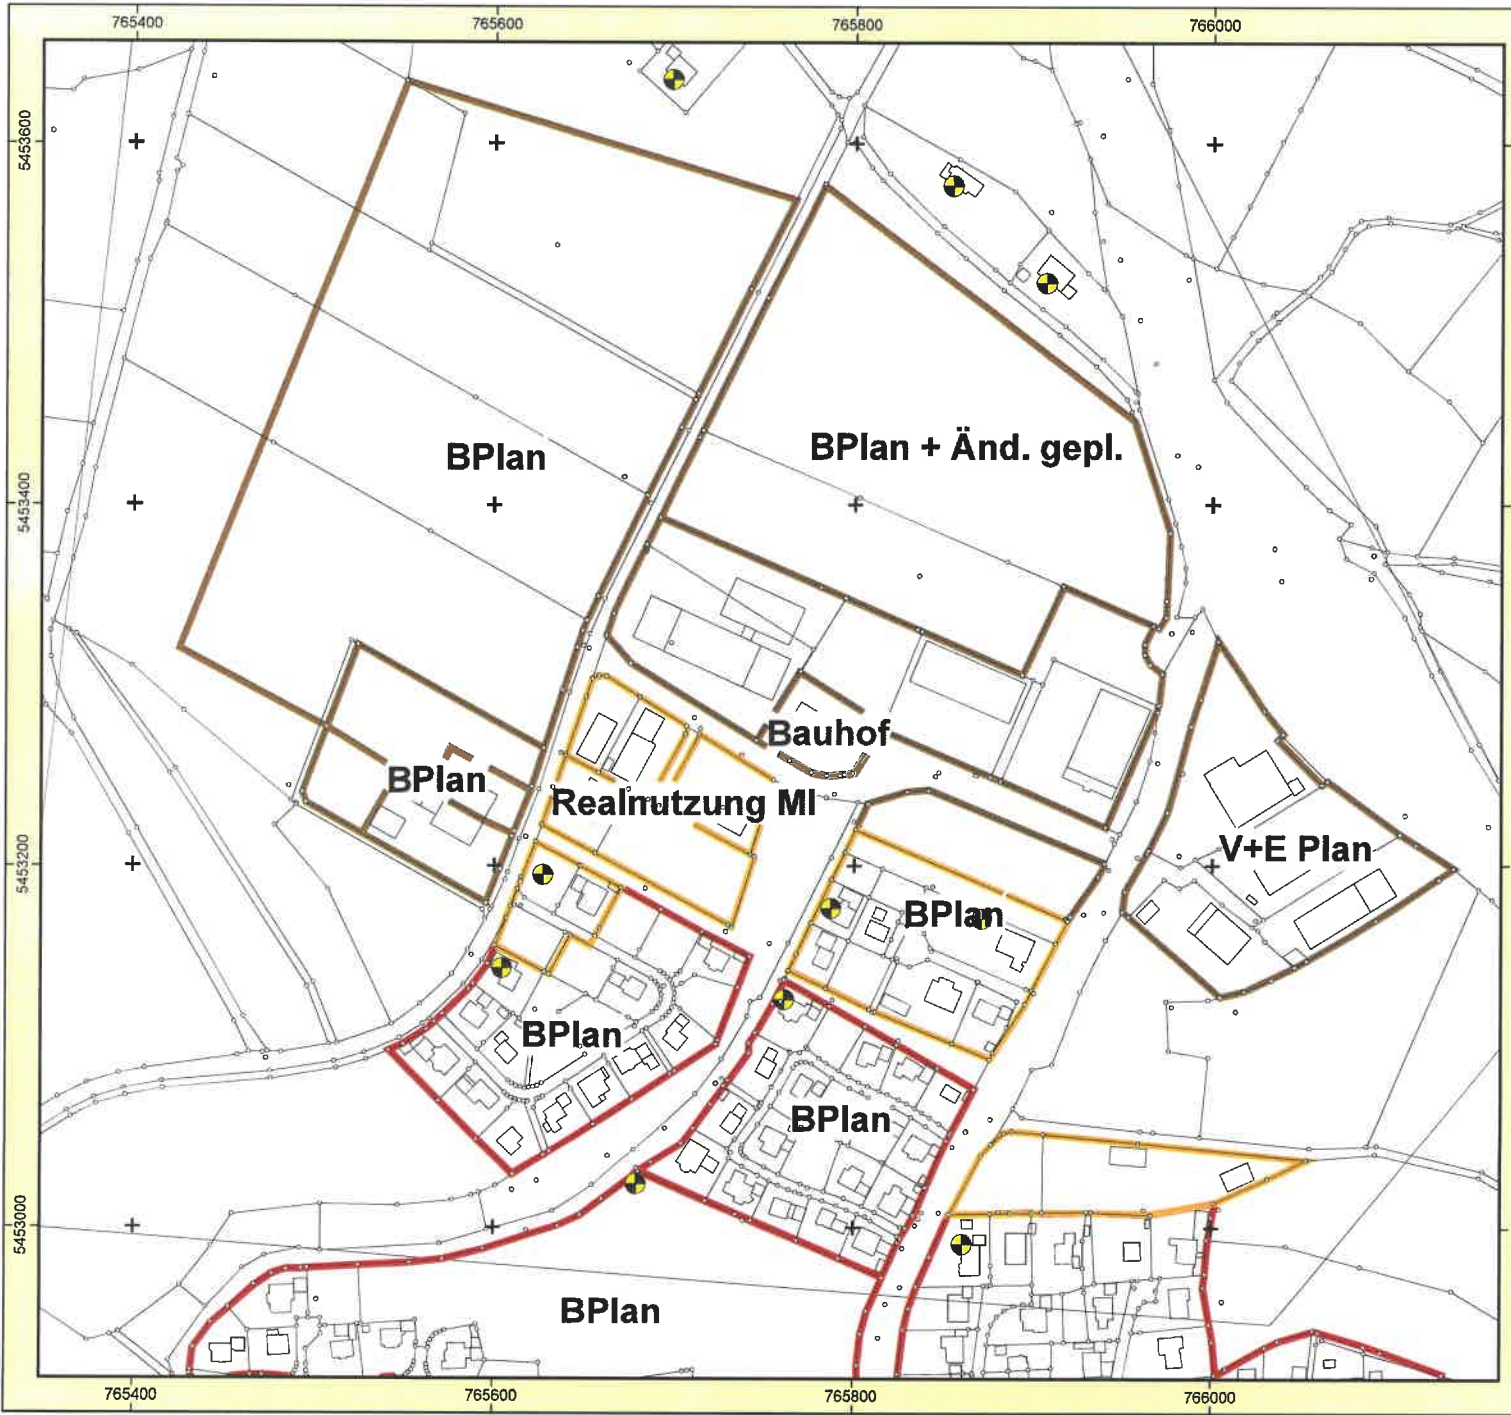 765400 765600 765800 766000
5453600
BPlan
BPlan + Änd. gepl.
5453400
Bauhof
BPlan
Realnutzung MI
V+E Plan
5453200
BPlan
BPlan
BPlan
5453000
BPlan
765400 765600 765800 766000